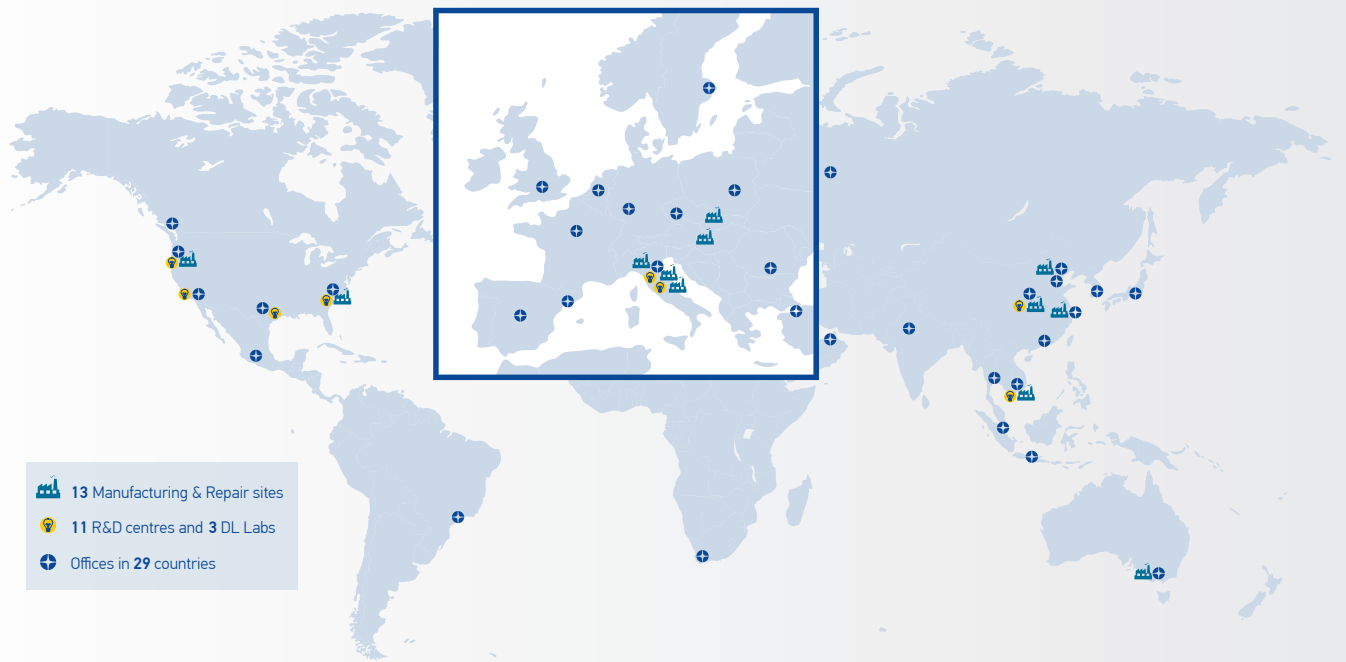 13 Manufacturing & Repair sites
11 R&D centres and 3 DL Labs
Offices in 29 countries